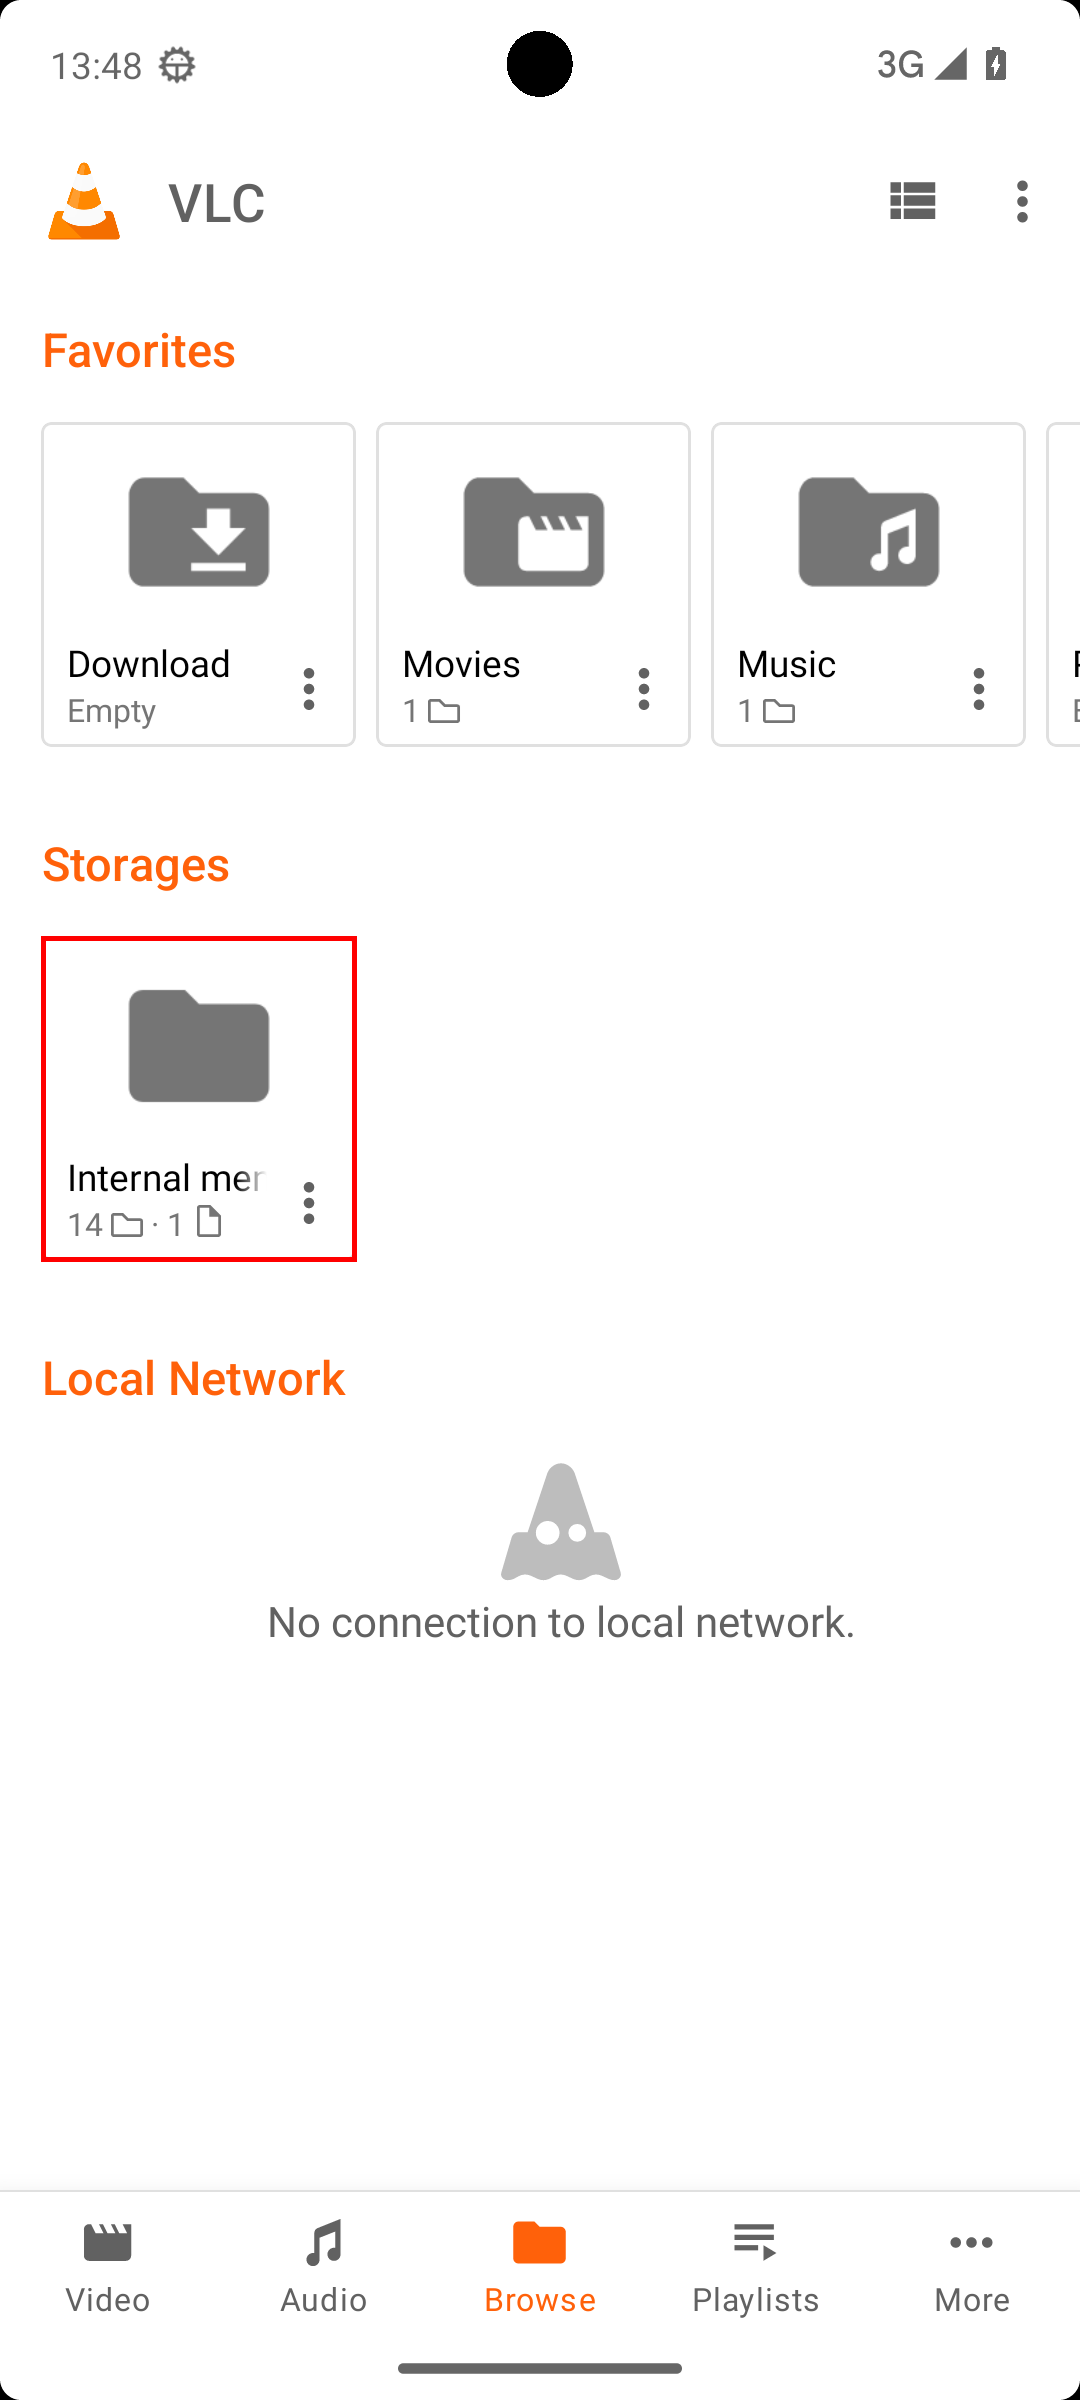 13:48
3G
VLC
Favorites
Download
Empty
Movies
1
Music
1
Storages
Internal mer
14 · 1
Local Network
No connection to local network.
Video
Audio
Browse
Playlists
More